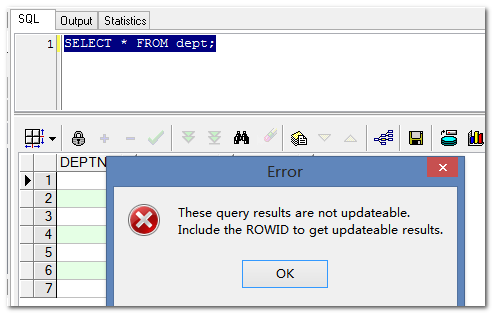 SQL Output Statistics
1 SELECT * FROM dept;
DEPTN
1
2
3
4
5
6
7
Error
These query results are not updateable.
Include the ROWID to get updateable results.
OK